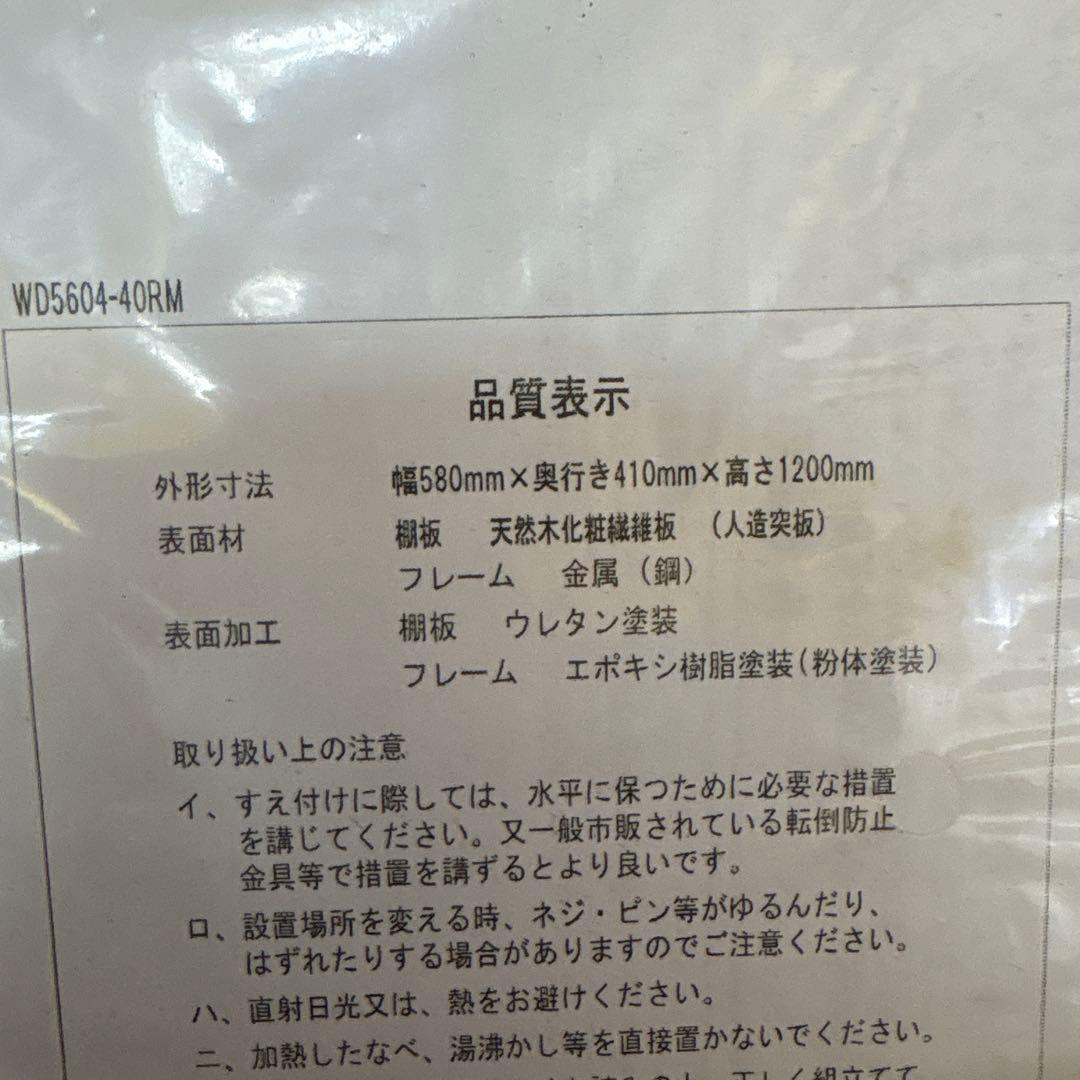 WD5604-40RM
品質表示
外形寸法 幅580mm×奥行き410mm×高さ1200mm
表面材 棚板 天然木化粧繊維板 (人造突板)
フレーム 金属 (鋼)
表面加工 棚板 ウレタン塗装
フレーム エポキシ樹脂塗装(粉体塗装)
取り扱い上の注意
イ、すえ付けに際しては、水平に保つために必要な措置
を講じてください。又一般市販されている転倒防止
金具等で措置を講ずるとより良いです。
ロ、設置場所を変える時、ネジ・ピン等がゆるんだり、
はずれたりする場合がありますのでご注意ください。
ハ、直射日光又は、熱をお避けください。
ニ、加熱したなべ、湯沸かし等を直接置かないでください。
正しく組立てて